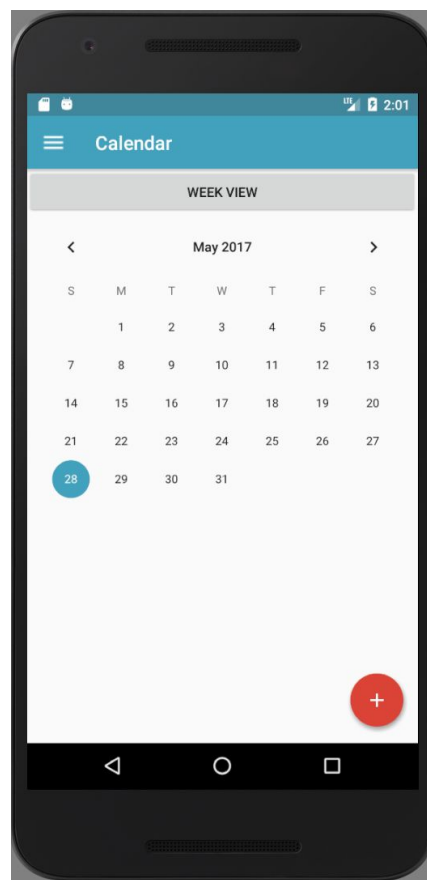 LTE 2:01
Calendar
WEEK VIEW
May 2017
S M T W T F S
1 2 3 4 5 6
7 8 9 10 11 12 13
14 15 16 17 18 19 20
21 22 23 24 25 26 27
28 29 30 31
+